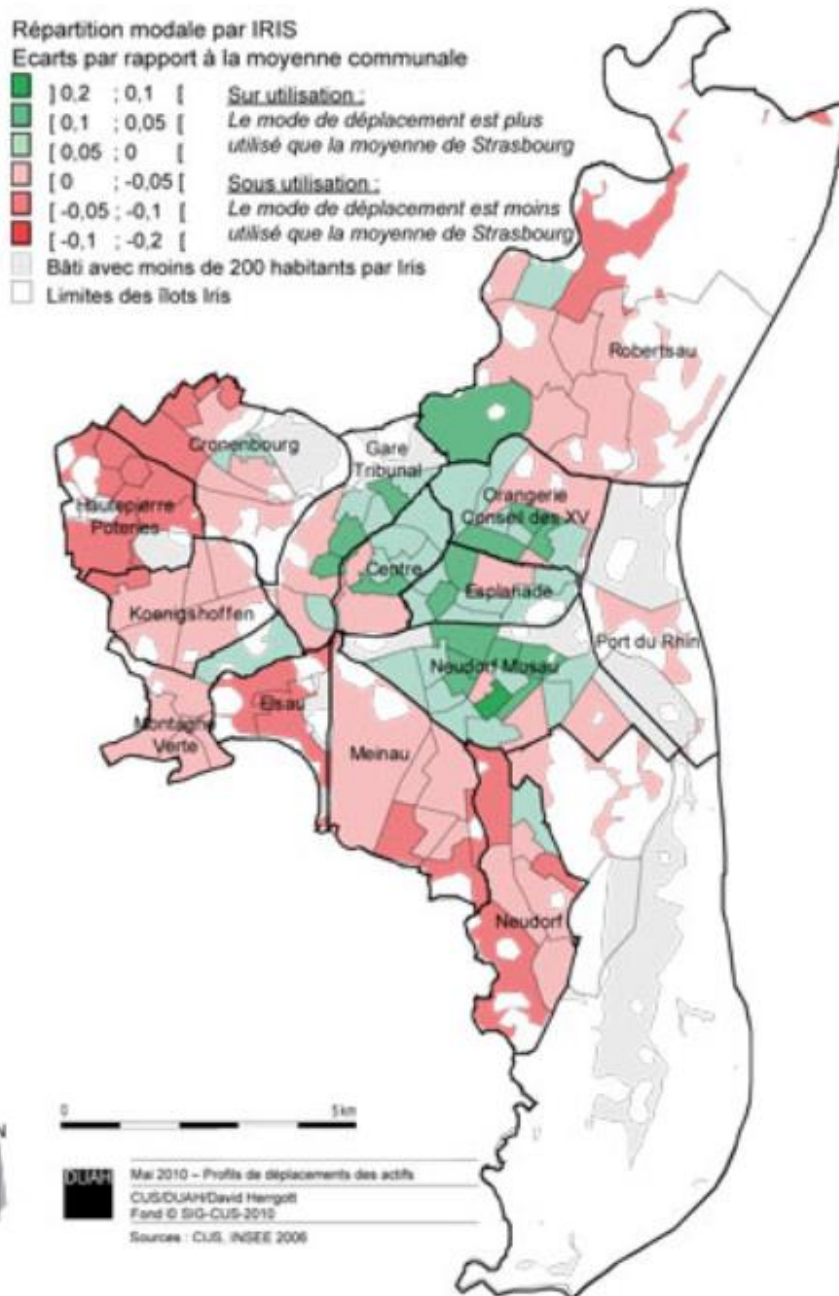 Répartition modale par IRIS
Ecarts par rapport à la moyenne communale
] 0,2 ; 0,1 [
[ 0,1 ; 0,05 [
[ 0,05 ; 0 [
[ 0 ; -0,05 [
[ -0,05 ; -0,1 [
[ -0,1 ; -0,2 [
Sur utilisation :
Le mode de déplacement est plus
utilisé que la moyenne de Strasbourg
Sous utilisation :
Le mode de déplacement est moins
utilisé que la moyenne de Strasbourg
Bâti avec moins de 200 habitants par Iris
Limites des îlots Iris
Robertsau
Cronenbourg
Gare
Tribunal
Hautepierre
Poteries
Orangerie
Conseil des XV
Centre
Esplanade
Koenigshoffen
Port du Rhin
Neudorf Musau
Elsau
Montagne
Verte
Meinau
Neudorf
0 5 km
N
DUAH
Mai 2010 – Profils de déplacements des actifs
CUS/DUAH/David Herrgott
Fond © SIG-CUS-2010
Sources : CUS, INSEE 2006